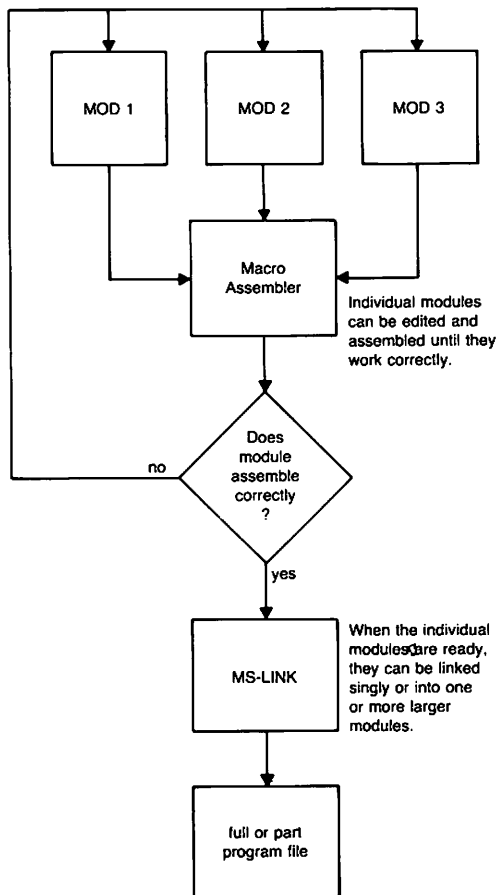 MOD 1
MOD 2
MOD 3
Macro
Assembler
Individual modules
can be edited and
assembled until they
work correctly.
Does
module
assemble
correctly
?
no
yes
MS-LINK
When the individual
modules are ready,
they can be linked
singly or into one
or more larger
modules.
full or part
program file